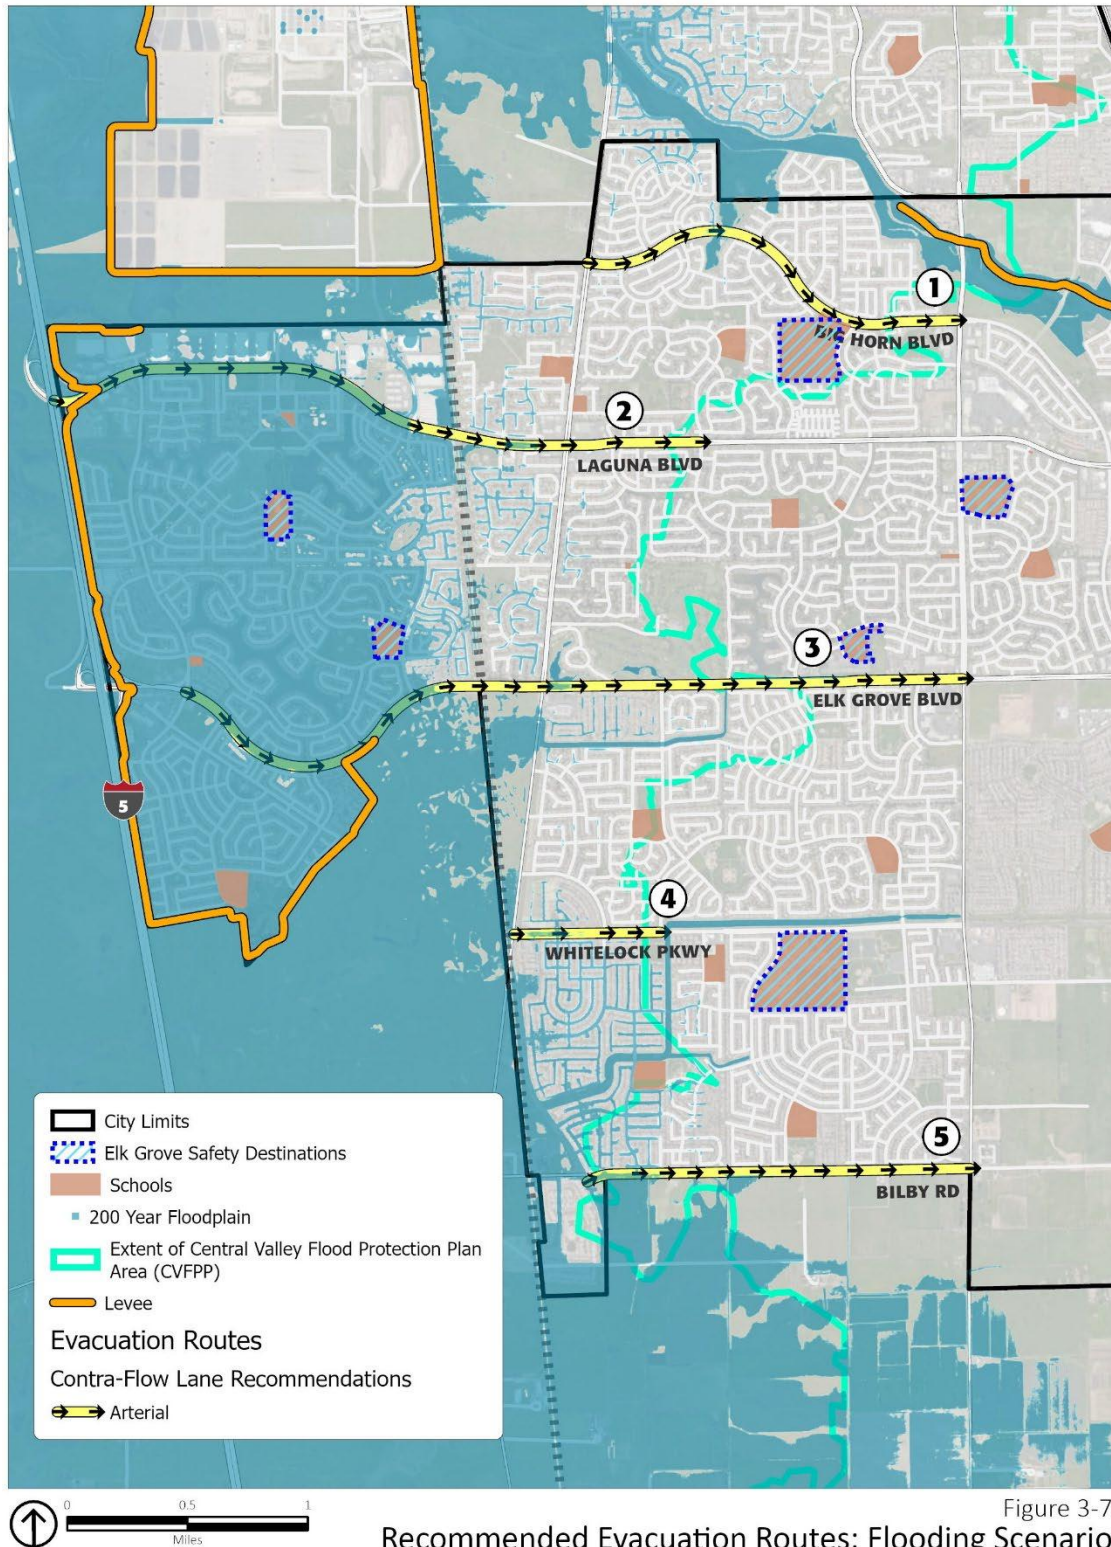 1
HORN BLVD
2
LAGUNA BLVD
3
ELK GROVE BLVD
5
4
WHITELOCK PKWY
5
BILBY RD
City Limits
Elk Grove Safety Destinations
Schools
200 Year Floodplain
Extent of Central Valley Flood Protection Plan
Area (CVFPP)
Levee
Evacuation Routes
Contra-Flow Lane Recommendations
Arterial
0 0.5 1
Miles
Figure 3-7
Recommended Evacuation Routes: Flooding Scenario